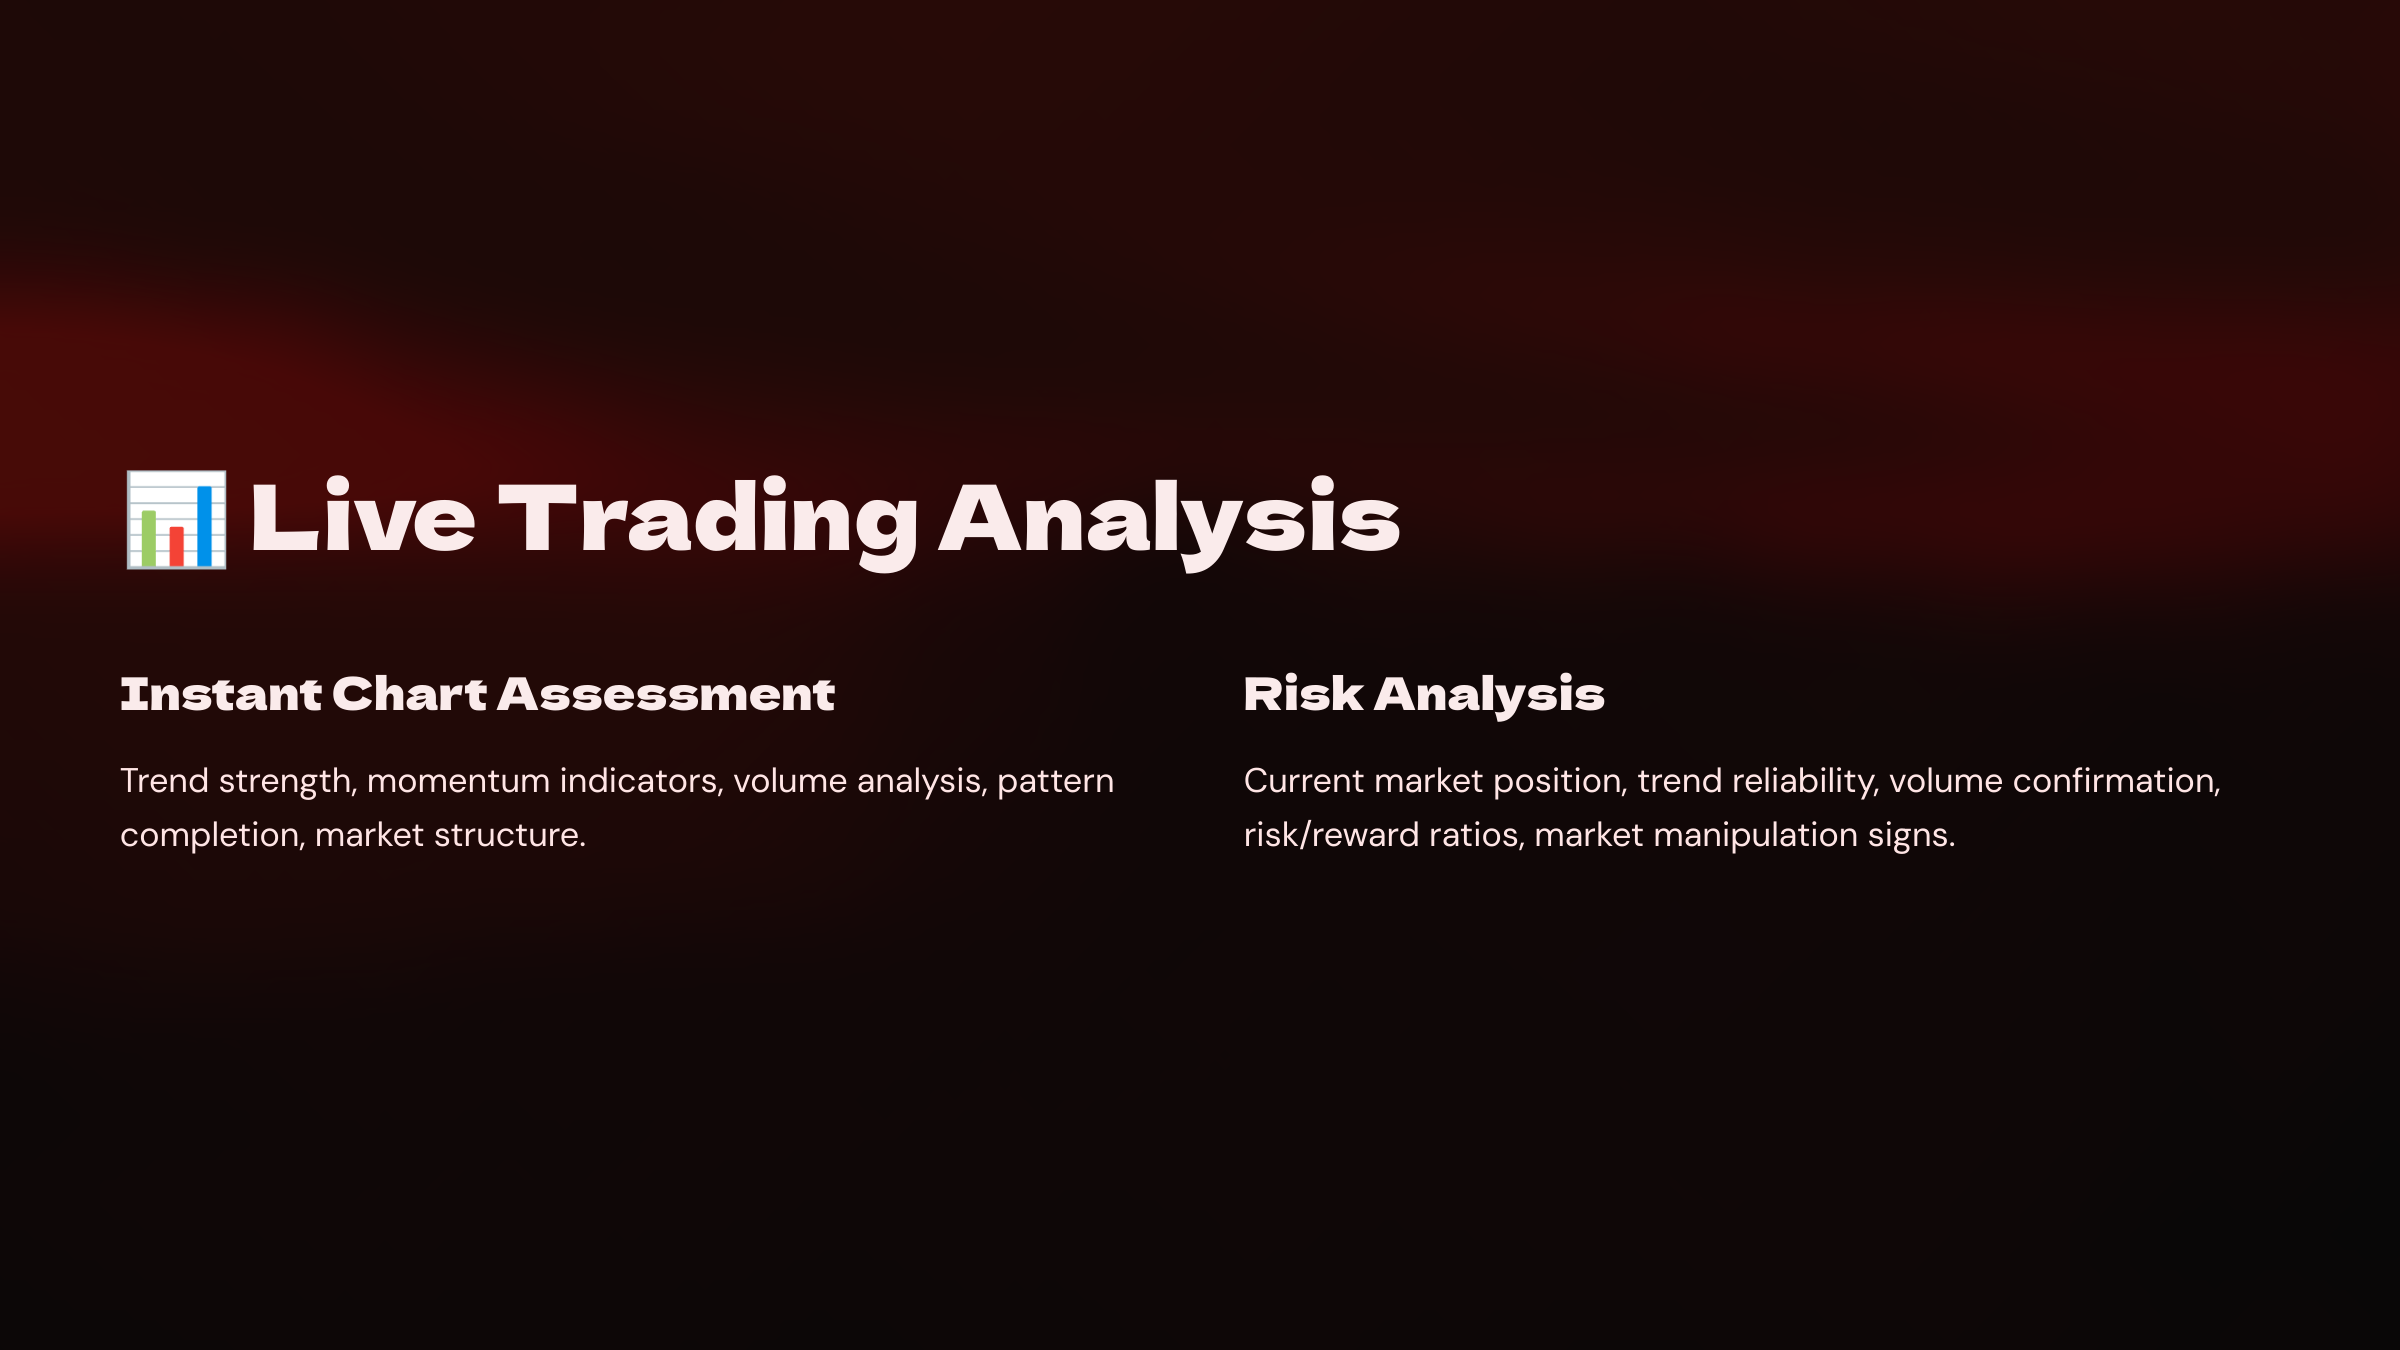 📊 Live Trading Analysis
Instant Chart Assessment
Trend strength, momentum indicators, volume analysis, pattern
completion, market structure.
Risk Analysis
Current market position, trend reliability, volume confirmation,
risk/reward ratios, market manipulation signs.